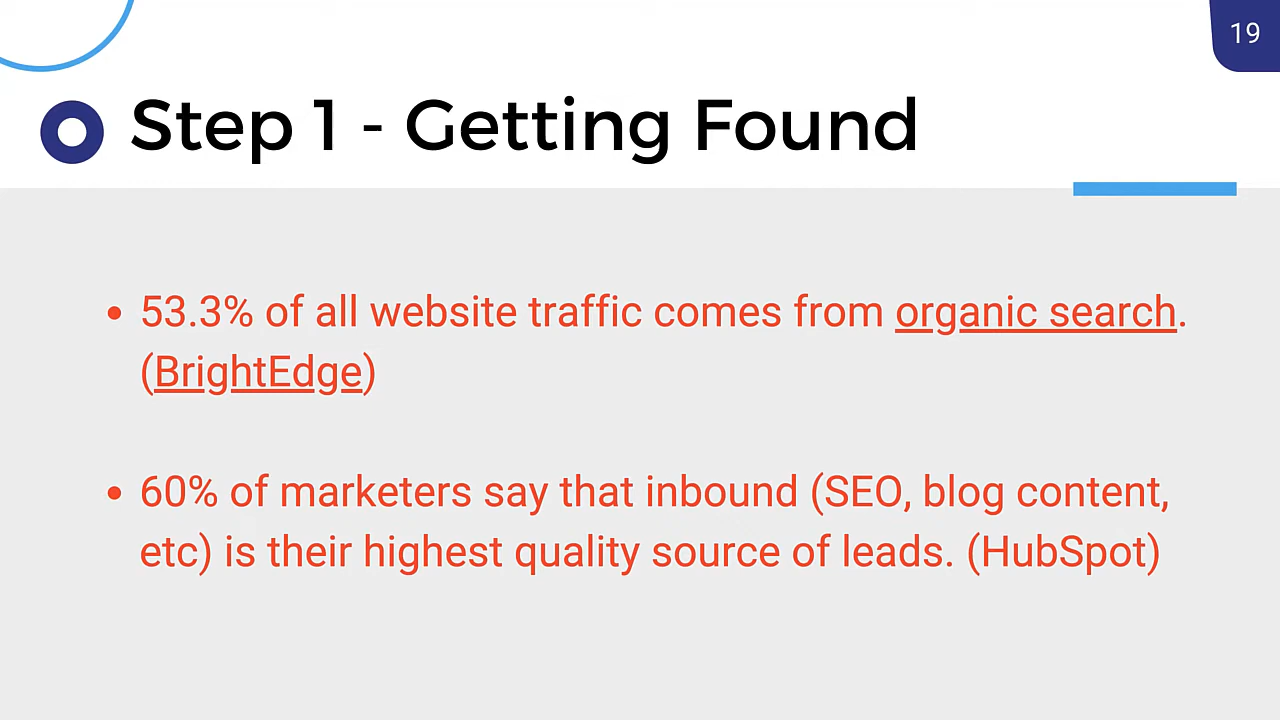 19
Step 1 - Getting Found
• 53.3% of all website traffic comes from organic search.
(BrightEdge)
• 60% of marketers say that inbound (SEO, blog content,
etc) is their highest quality source of leads. (HubSpot)